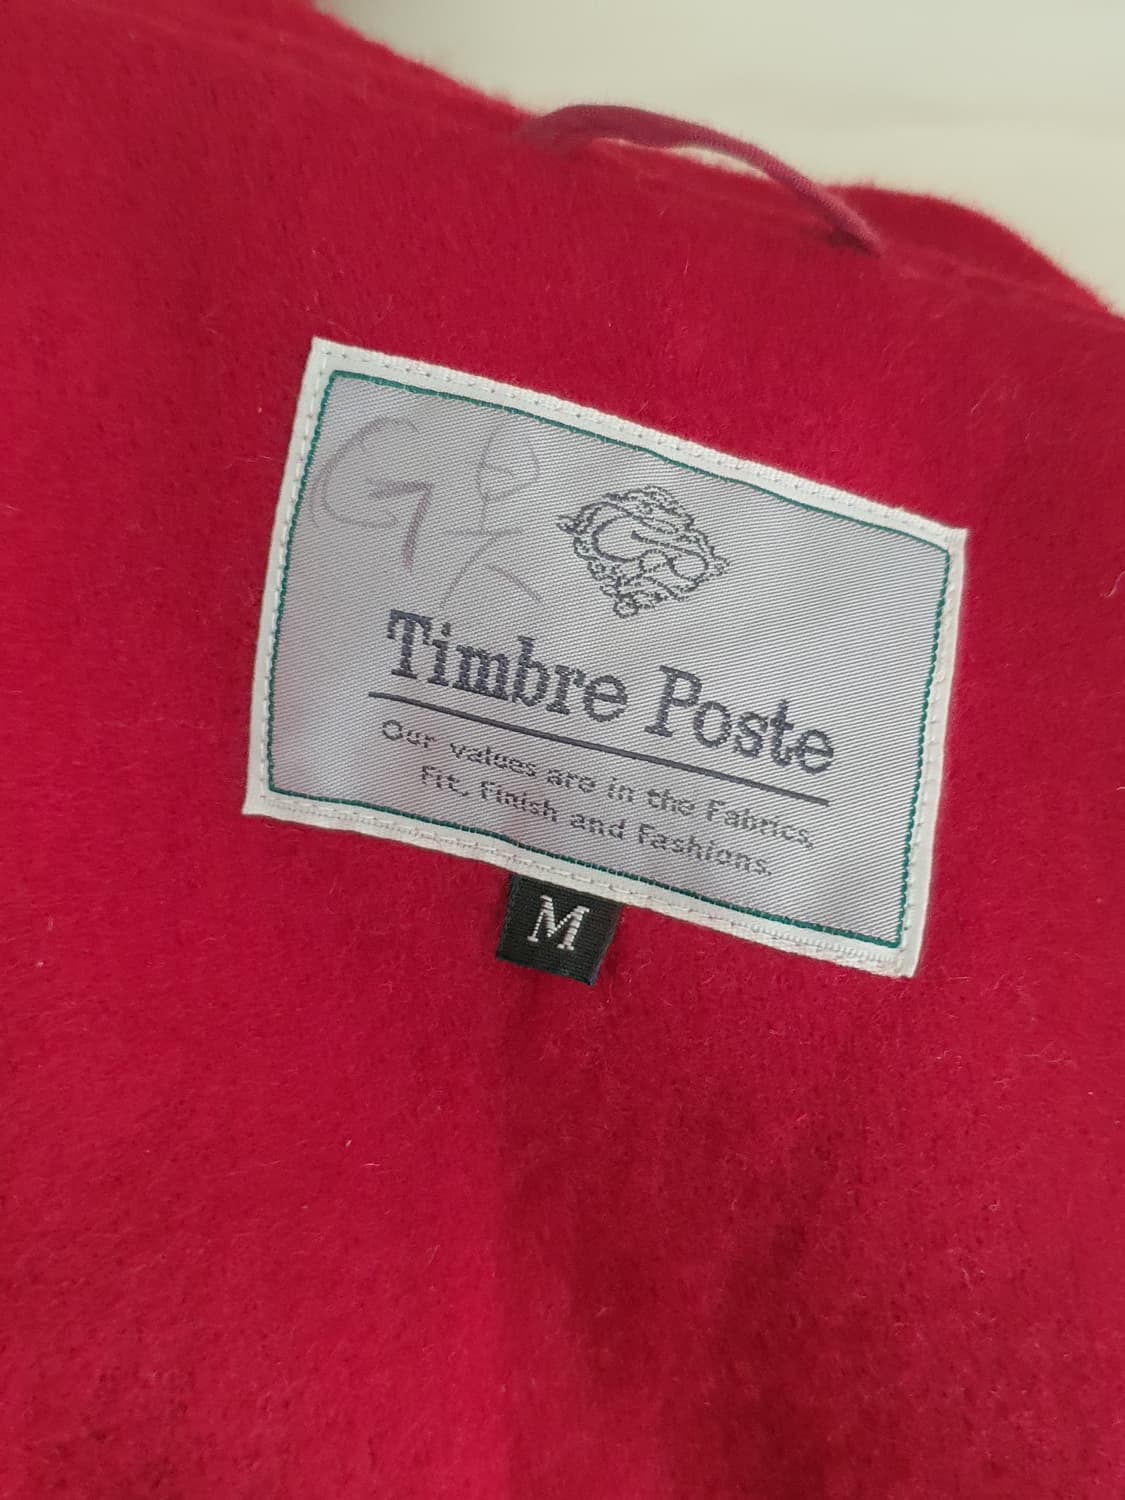 Timbre Poste
Our values are in the Fabrics,
Fit, Finish and Fashions.
M